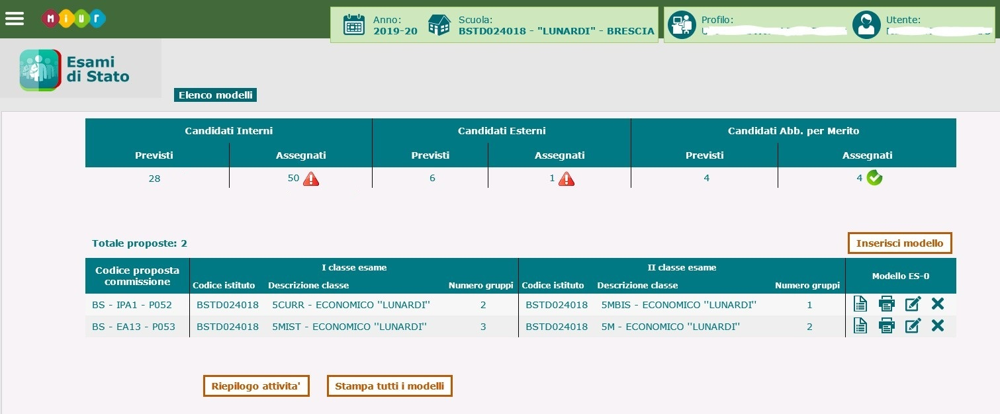 MiUr
Anno: Scuola: Profilo: Utente:
2019-20 BSTD024018 - "LUNARDI" - BRESCIA
Esami
di Stato
Elenco modelli
Candidati Interni Candidati Esterni Candidati Abb. per Merito
Previsti Assegnati Previsti Assegnati Previsti Assegnati
28 50 6 1 4 4
Totale proposte: 2 Inserisci modello
Codice proposta commissione I classe esame II classe esame Modello ES-0
Codice istituto Descrizione classe Numero gruppi Codice istituto Descrizione classe Numero gruppi
BS - IPA1 - P052 BSTD024018 5CURR - ECONOMICO ''LUNARDI'' 2 BSTD024018 5MBIS - ECONOMICO ''LUNARDI'' 1
BS - EA13 - P053 BSTD024018 5MIST - ECONOMICO ''LUNARDI'' 3 BSTD024018 5M - ECONOMICO ''LUNARDI'' 2
Riepilogo attivita' Stampa tutti i modelli